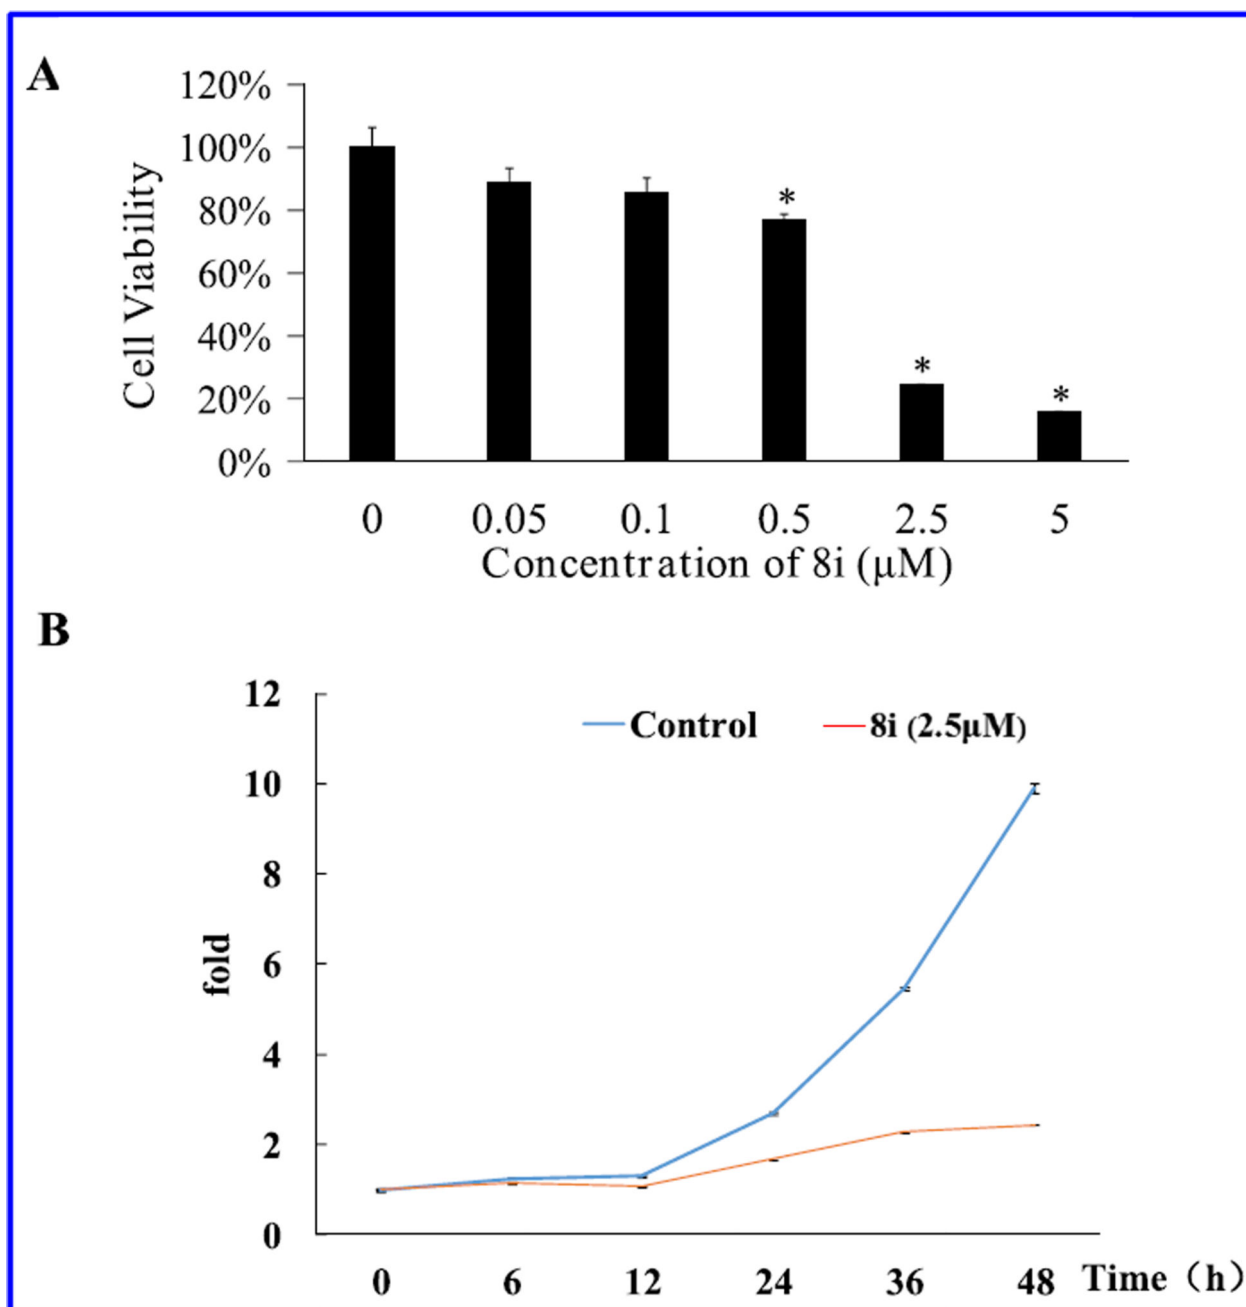 A
120%
100%
80%
60%
40%
20%
0%
Cell Viability
*
*
*
0 0.05 0.1 0.5 2.5 5
Concentration of 8i (μM)
B
12
10
8
6
4
2
0
fold
Control 8i (2.5μM)
0 6 12 24 36 48 Time（h）